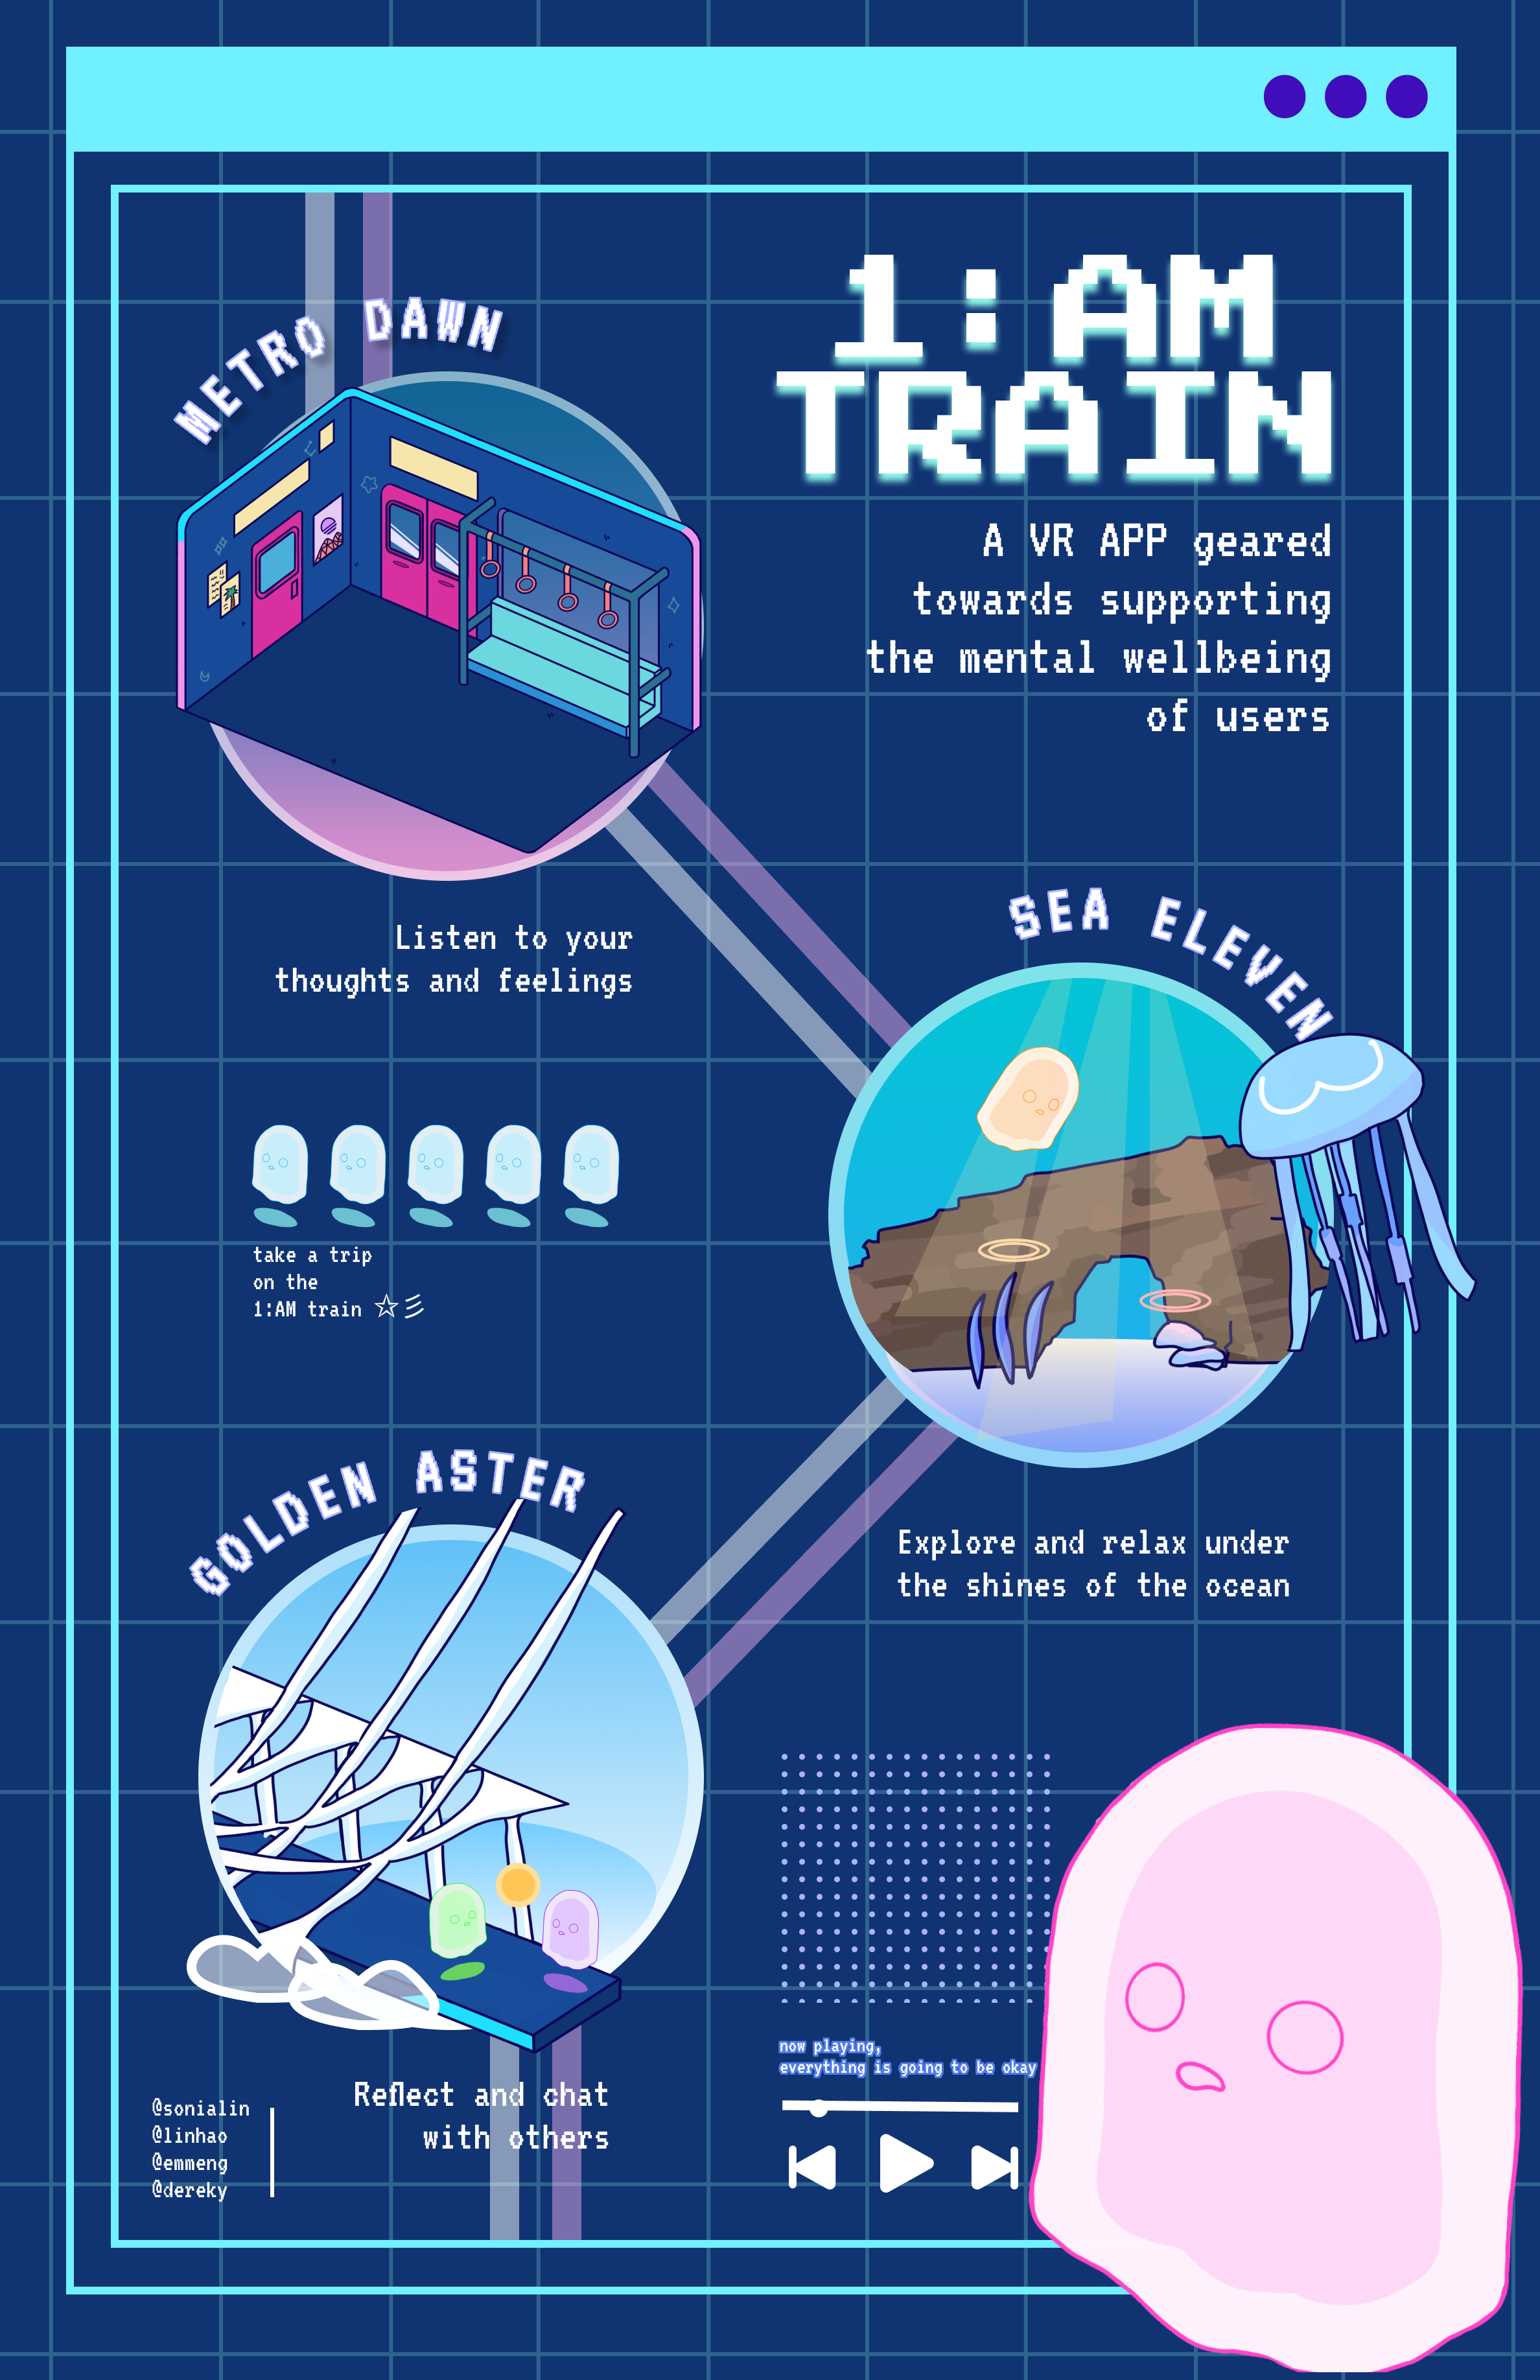 1:AM
TRAIN
A VR APP geared
towards supporting
the mental wellbeing
of users
METRO DAWN
Listen to your
thoughts and feelings
SEA ELEVEN
take a trip
on the
1:AM train ☆彡
Explore and relax under
the shines of the ocean
GOLDEN ASTER
Reflect and chat
with others
now playing,
everything is going to be okay
@sonialin
@linhao
@emmeng
@dereky